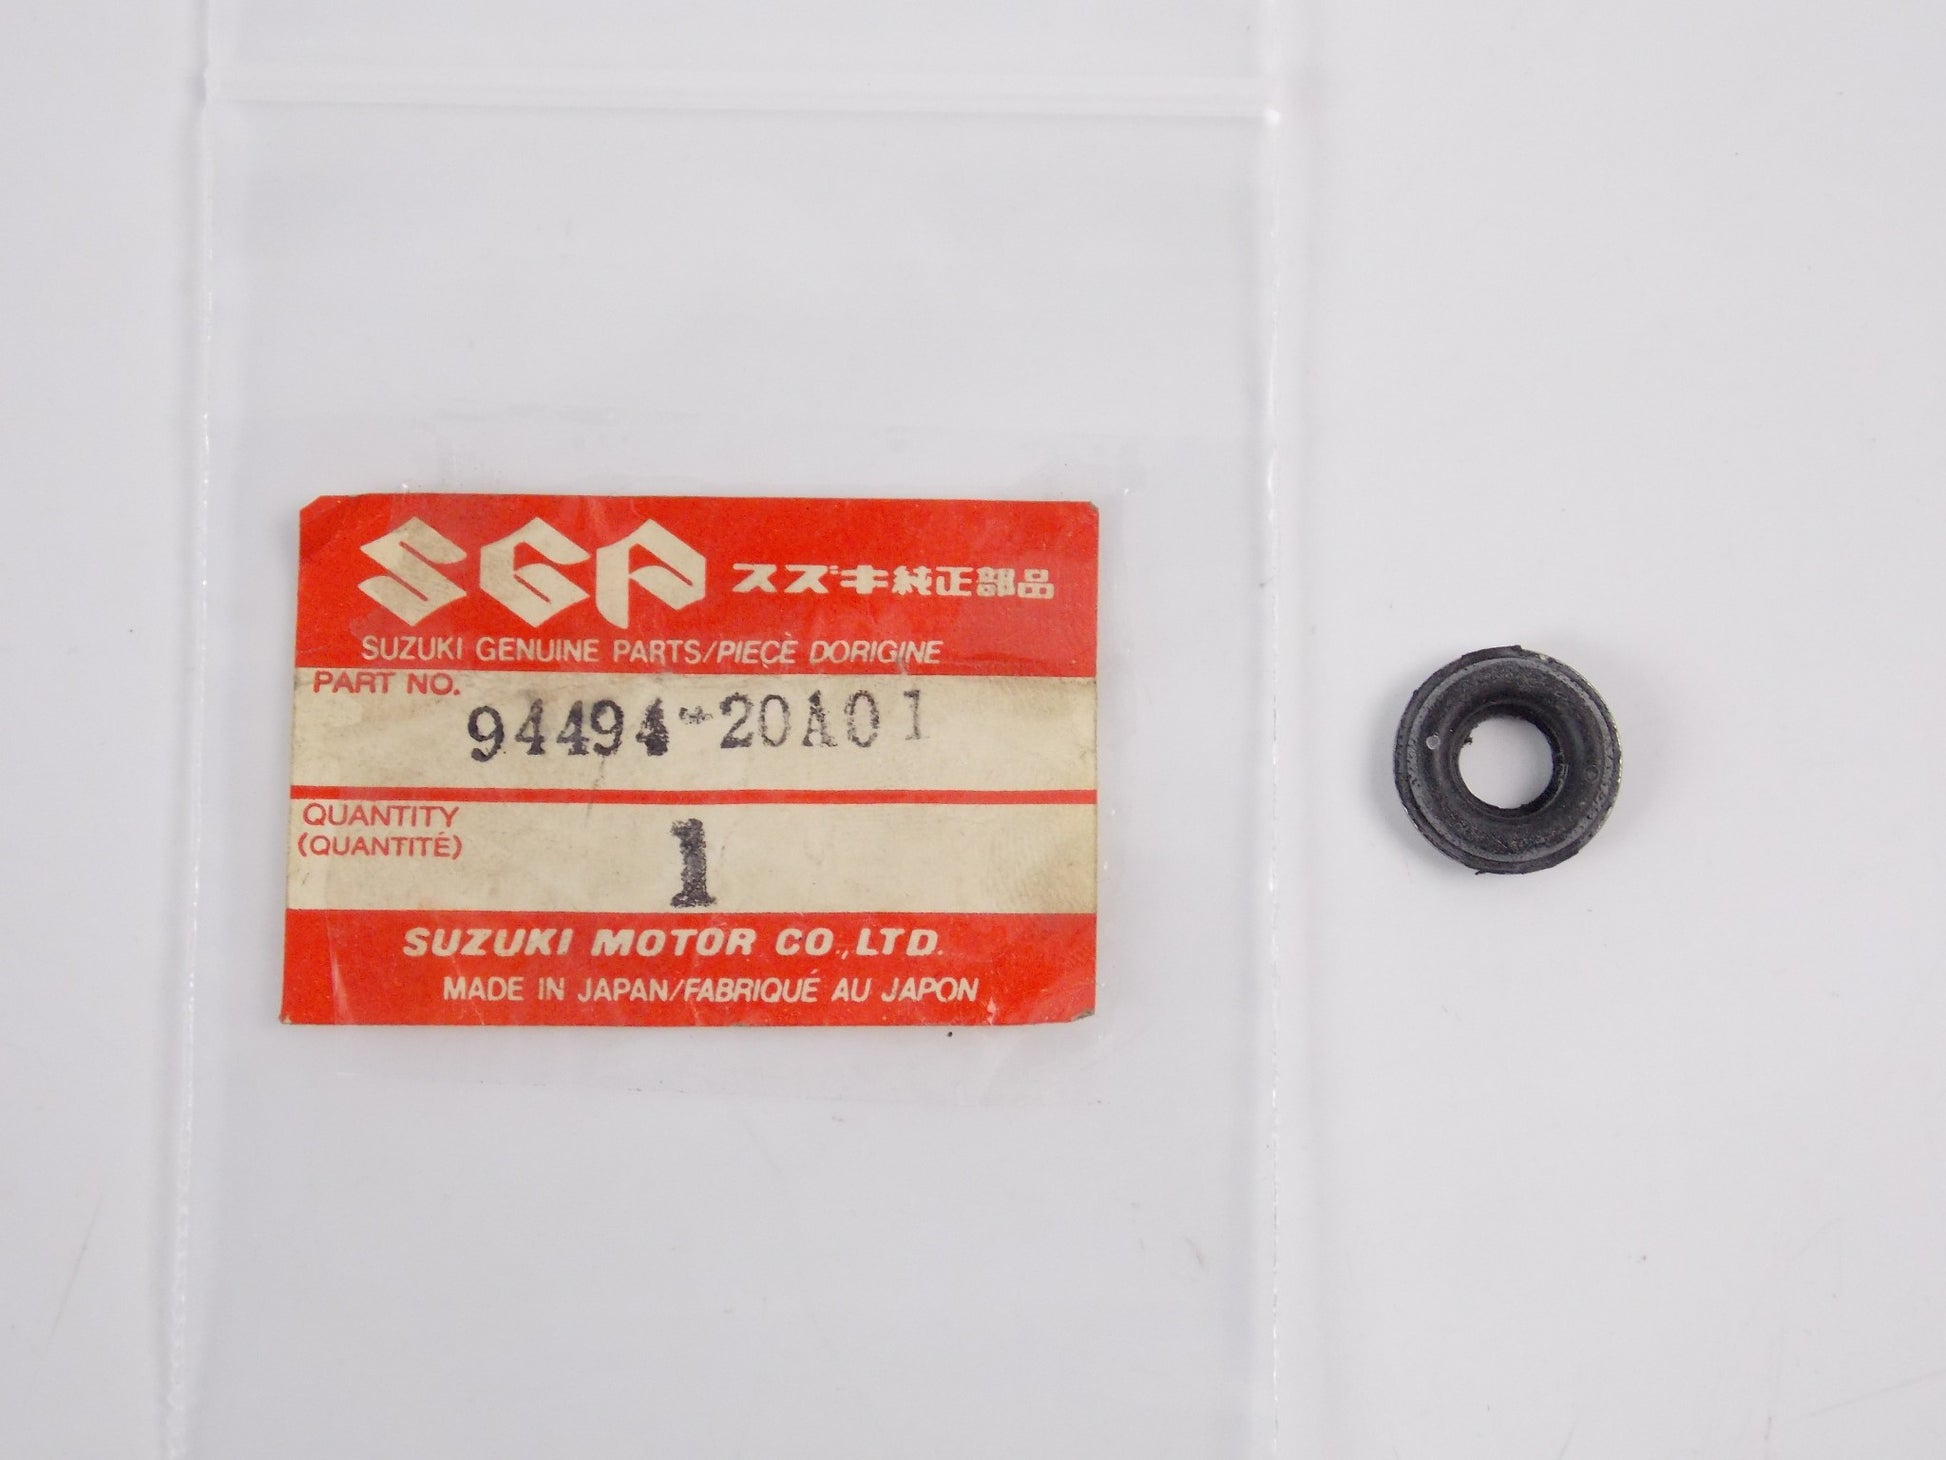 SGP スズキ純正部品
SUZUKI GENUINE PARTS/PIECE DORIGINE
PART NO.
94494-20A01
QUANTITY
(QUANTITÉ)
1
SUZUKI MOTOR CO.,LTD.
MADE IN JAPAN/FABRIQUÉ AU JAPON